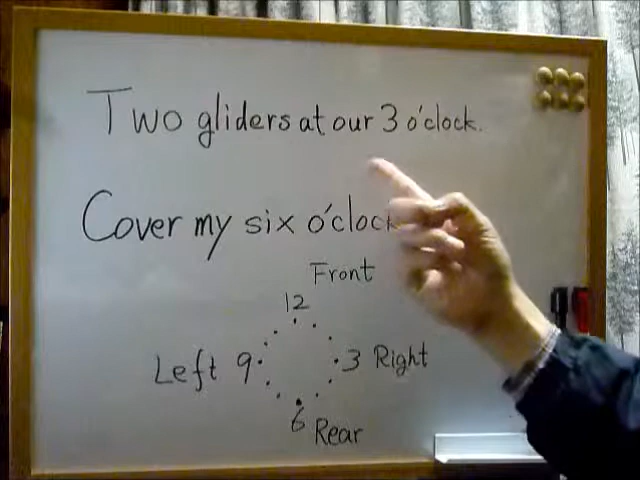 Two gliders at our 3 o'clock.
Cover my six o'clock
Front
12
Left 9 3 Right
6
Rear